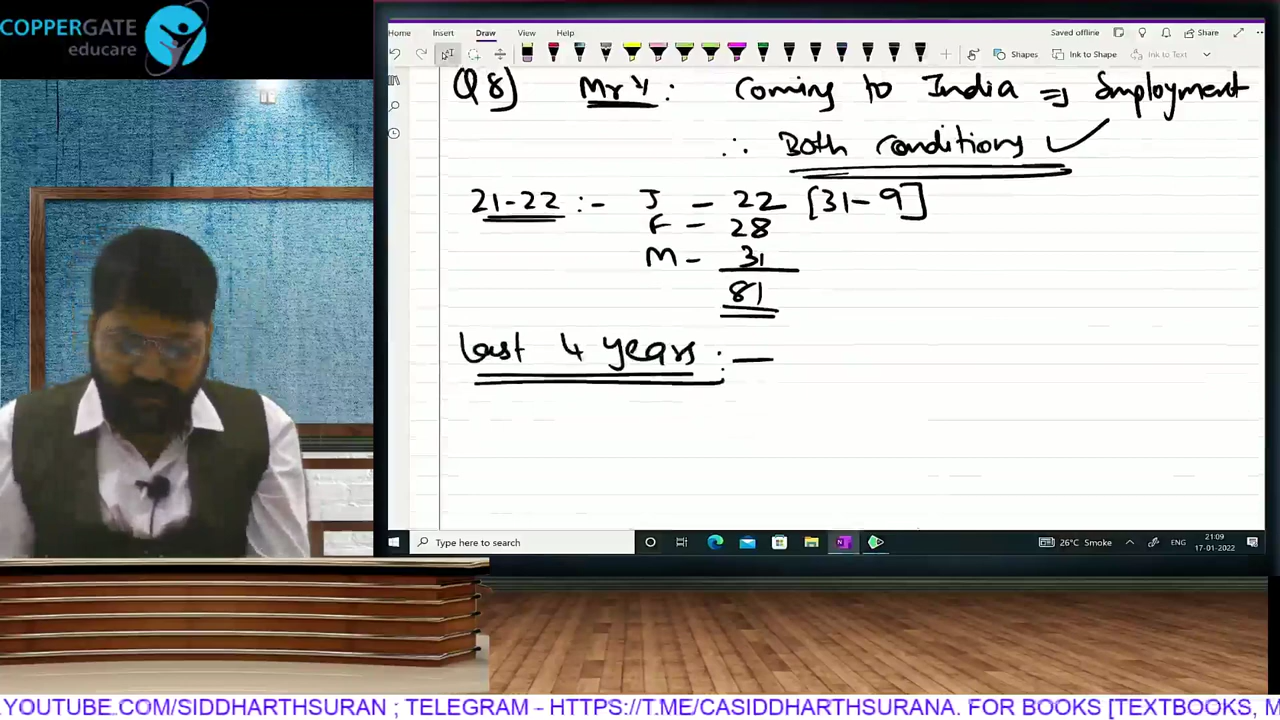 COPPERGATE
educare
Home Insert Draw View Help Saved offline Share
Shapes Ink to Shape Ink to Text
Q 8] Mr Y : Coming to India => Employment
∴ Both conditions ✓
21-22 :- J - 22 [31-9]
F - 28
M - 31
81
last 4 years : —
Type here to search 26°C Smoke ENG 21:09
17-01-2022
.YOUTUBE.COM/SIDDHARTHSURAN ; TELEGRAM - HTTPS://T.ME/CASIDDHARTHSURANA. FOR BOOKS [TEXTBOOKS, M